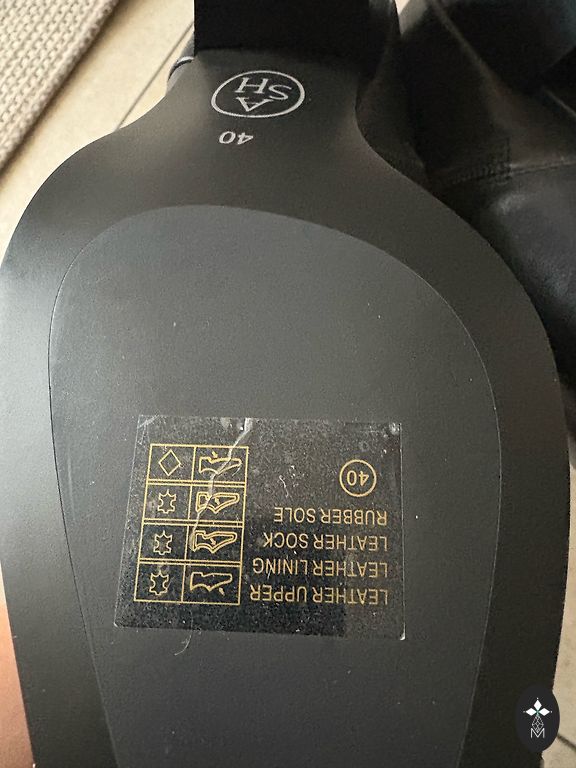 ASH
40
LEATHER UPPER
LEATHER LINING
LEATHER SOCK
RUBBER SOLE
40
M